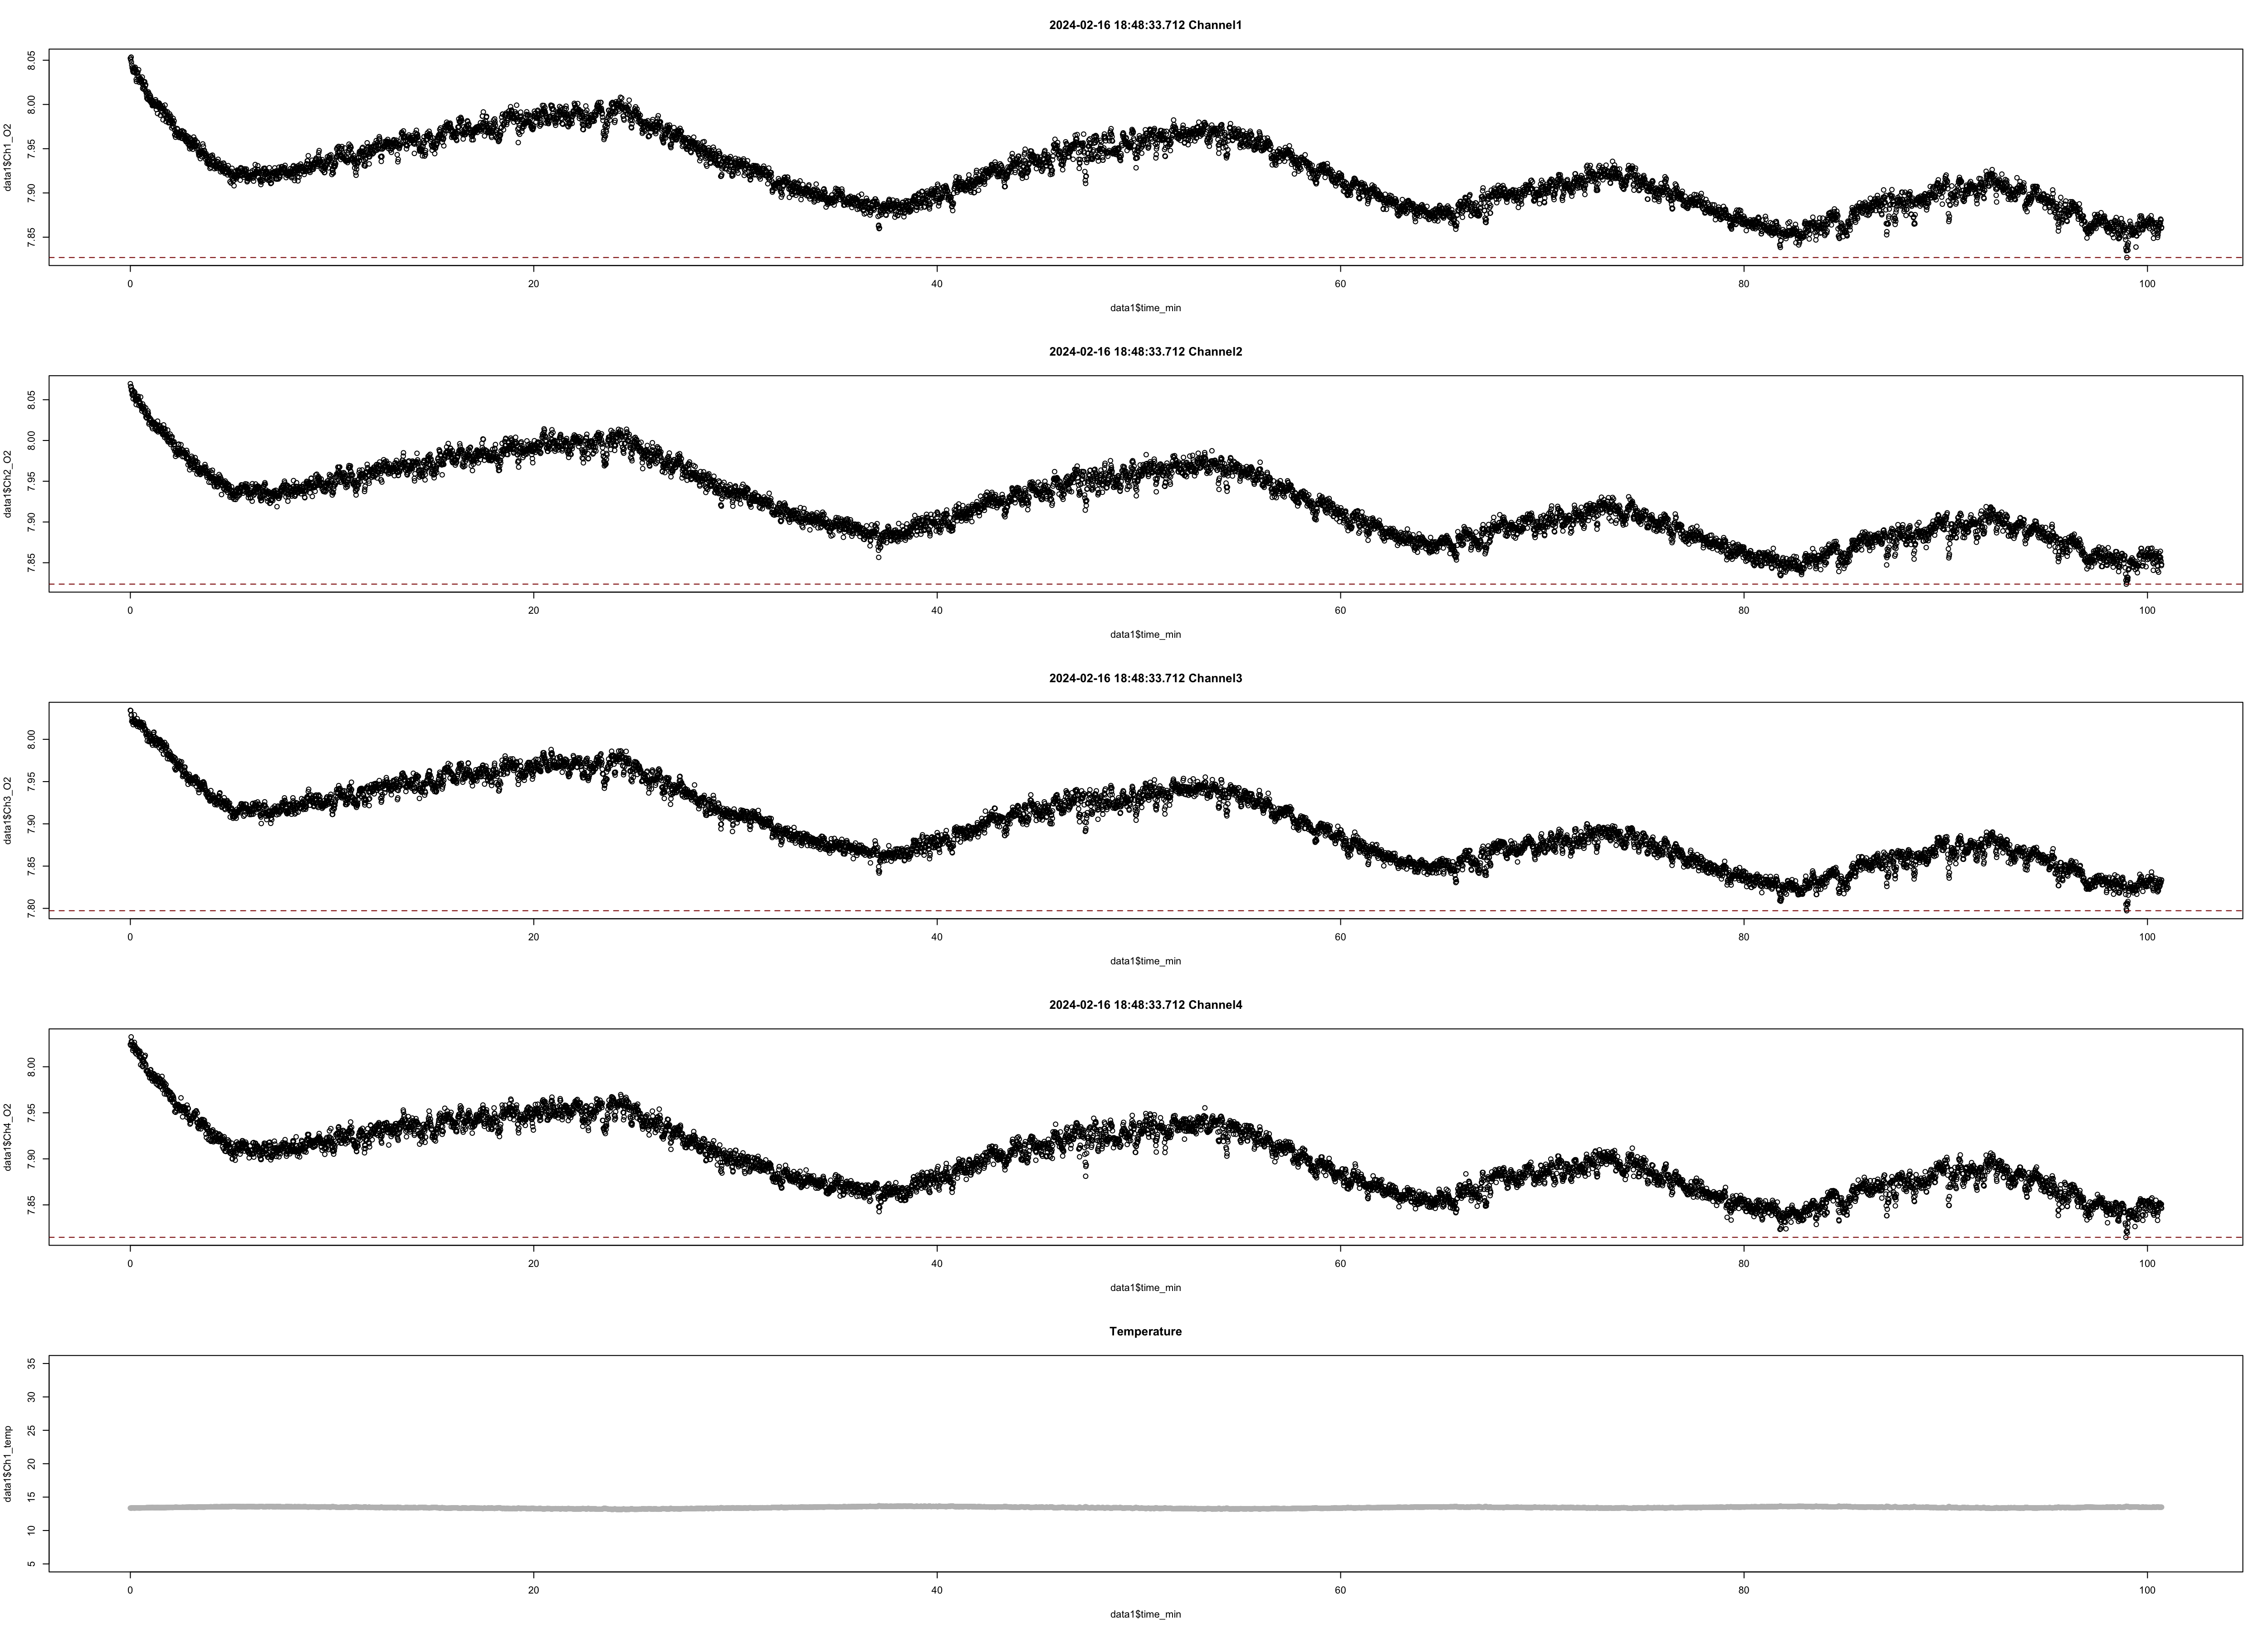 2024-02-16 18:48:33.712 Channel1
data1$Ch1_O2
8.05
8.00
7.95
7.90
7.85
0 20 40 60 80 100
data1$time_min
2024-02-16 18:48:33.712 Channel2
data1$Ch2_O2
8.05
8.00
7.95
7.90
7.85
0 20 40 60 80 100
data1$time_min
2024-02-16 18:48:33.712 Channel3
data1$Ch3_O2
8.00
7.95
7.90
7.85
7.80
0 20 40 60 80 100
data1$time_min
2024-02-16 18:48:33.712 Channel4
data1$Ch4_O2
8.00
7.95
7.90
7.85
0 20 40 60 80 100
data1$time_min
Temperature
data1$Ch1_temp
35
30
25
20
15
10
5
0 20 40 60 80 100
data1$time_min